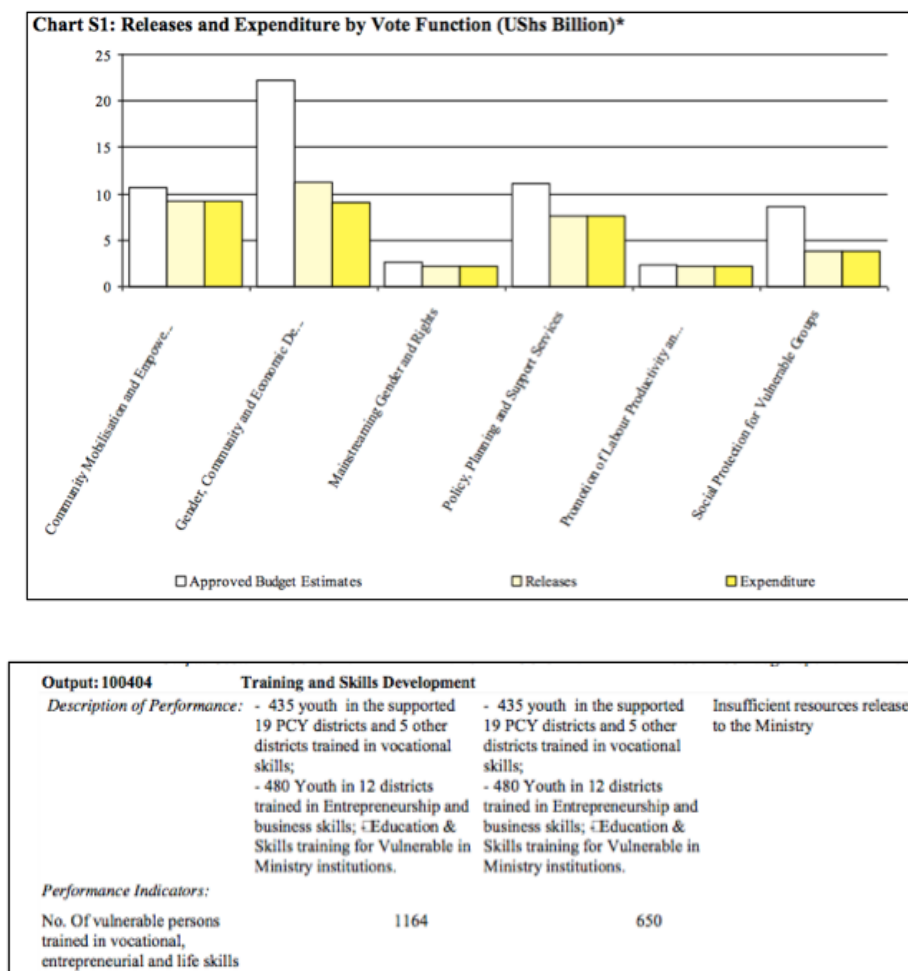 Chart S1: Releases and Expenditure by Vote Function (UShs Billion)*
25
20
15
10
5
0
Community Mobilisation and Empowe...
Gender, Community and Economic De...
Mainstreaming Gender and Rights
Policy, Planning and Support Services
Promotion of Labour Productivity an...
Social Protection for Vulnerable Groups
Approved Budget Estimates Releases Expenditure
Output: 100404 Training and Skills Development
Description of Performance: - 435 youth in the supported - 435 youth in the supported Insufficient resources release
19 PCY districts and 5 other 19 PCY districts and 5 other to the Ministry
districts trained in vocational districts trained in vocational
skills; skills;
- 480 Youth in 12 districts - 480 Youth in 12 districts
trained in Entrepreneurship and trained in Entrepreneurship and
business skills; Education & business skills; Education &
Skills training for Vulnerable in Skills training for Vulnerable in
Ministry institutions. Ministry institutions.
Performance Indicators:
No. Of vulnerable persons 1164 650
trained in vocational,
entrepreneurial and life skills